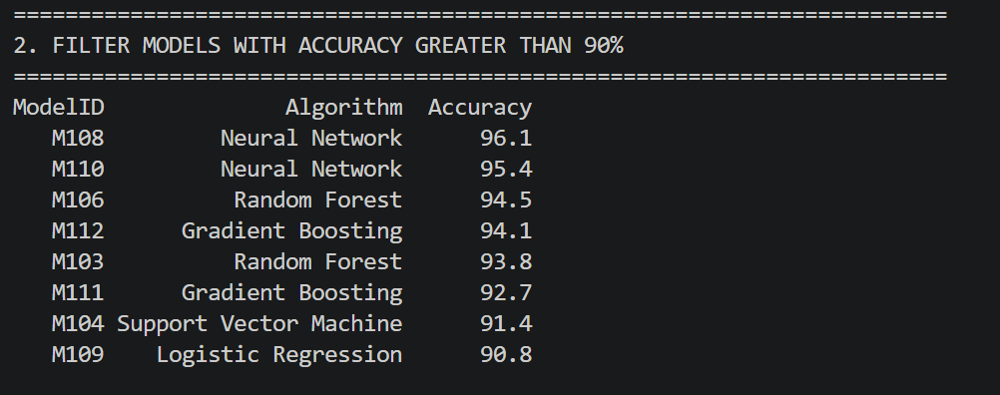 ========================================================================
2. FILTER MODELS WITH ACCURACY GREATER THAN 90%
========================================================================
ModelID              Algorithm  Accuracy
   M108         Neural Network      96.1
   M110         Neural Network      95.4
   M106          Random Forest      94.5
   M112      Gradient Boosting      94.1
   M103          Random Forest      93.8
   M111      Gradient Boosting      92.7
   M104 Support Vector Machine      91.4
   M109    Logistic Regression      90.8